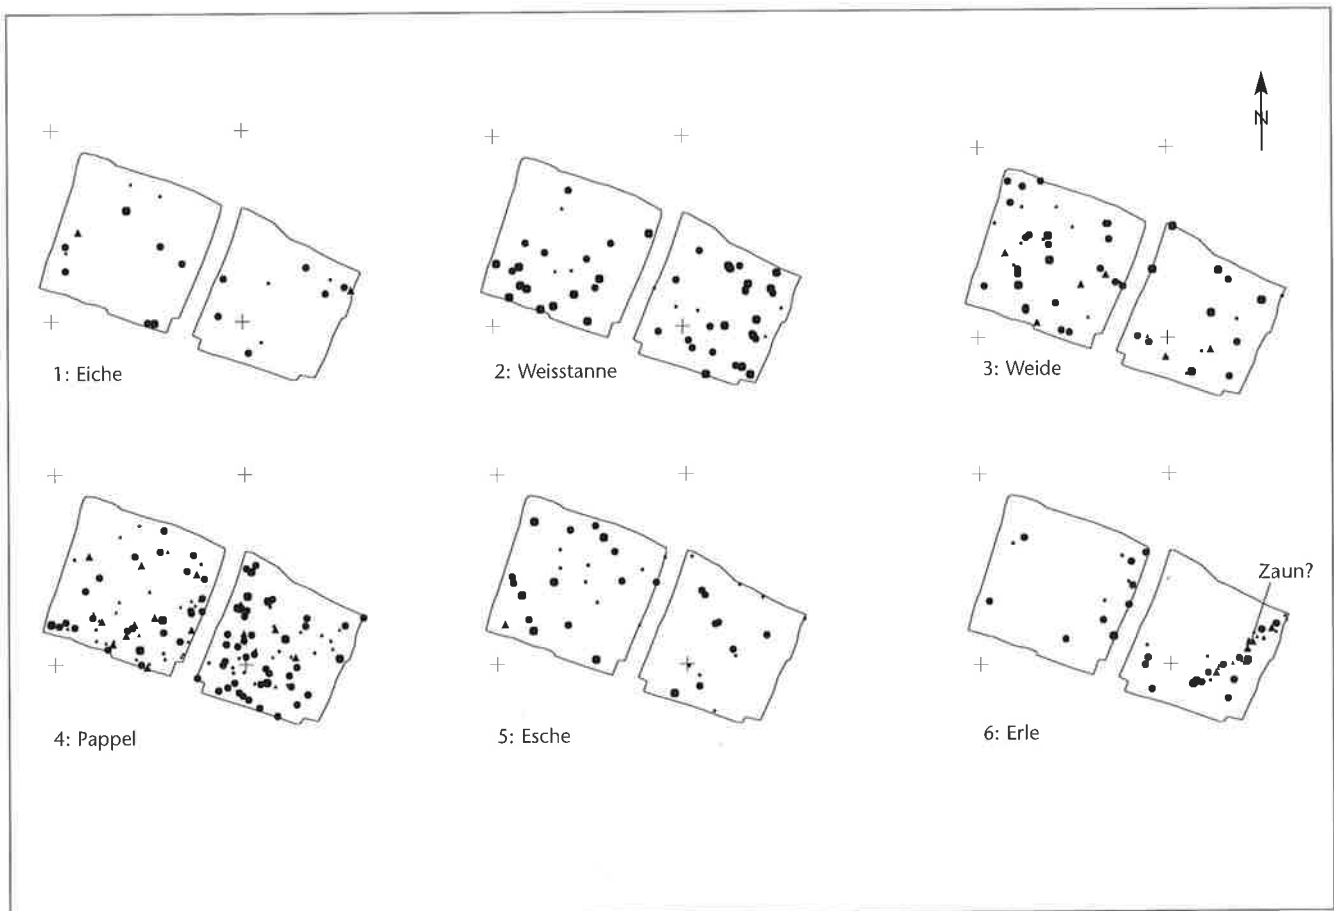 N
1: Eiche
2: Weisstanne
3: Weide
Zaun?
4: Pappel
5: Esche
6: Erle